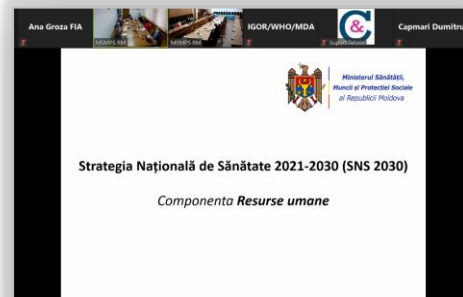 Ana Groza FIA
MSMPS RM
MSMPS RM
IGOR/WHO/MDA
C&
Capmari Dumitru
Ministerul Sănătății,
Muncii și Protecției Sociale
al Republicii Moldova
Strategia Națională de Sănătate 2021-2030 (SNS 2030)
Componenta Resurse umane